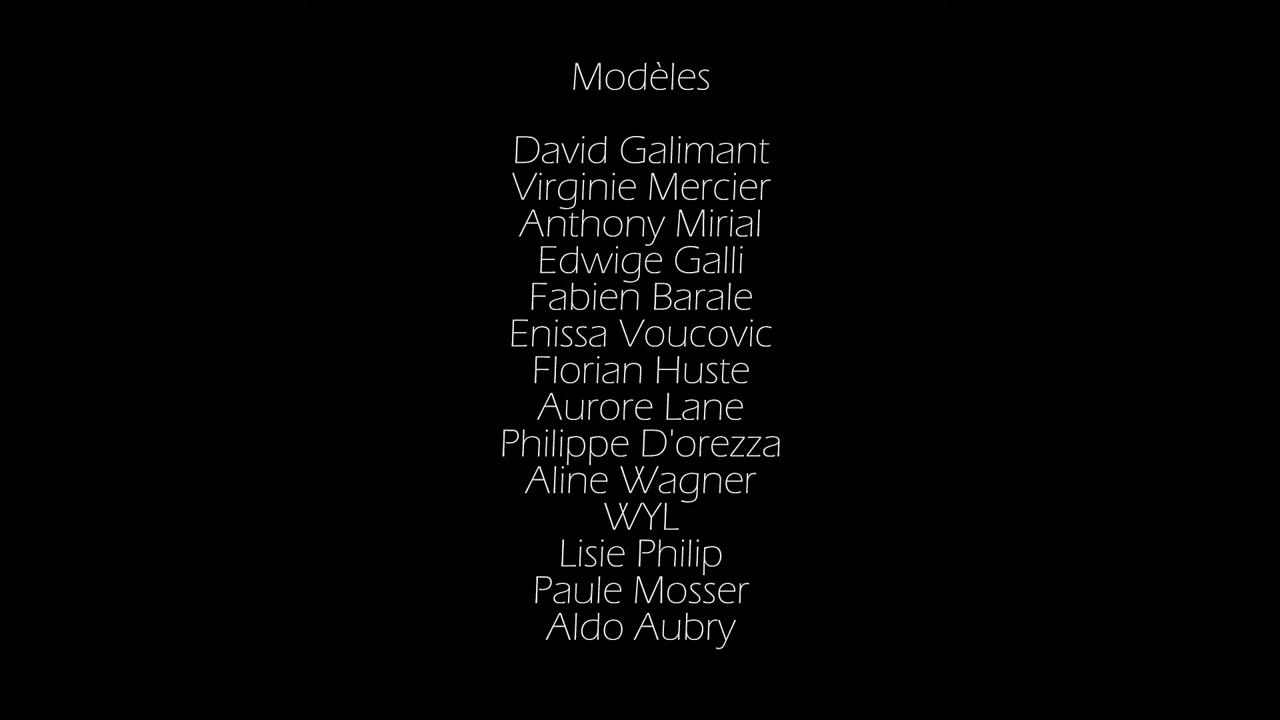 Modèles
David Galimant
Virginie Mercier
Anthony Mirial
Edwige Galli
Fabien Barale
Enissa Voucovic
Florian Huste
Aurore Lane
Philippe D'orezza
Aline Wagner
WYL
Lisie Philip
Paule Mosser
Aldo Aubry